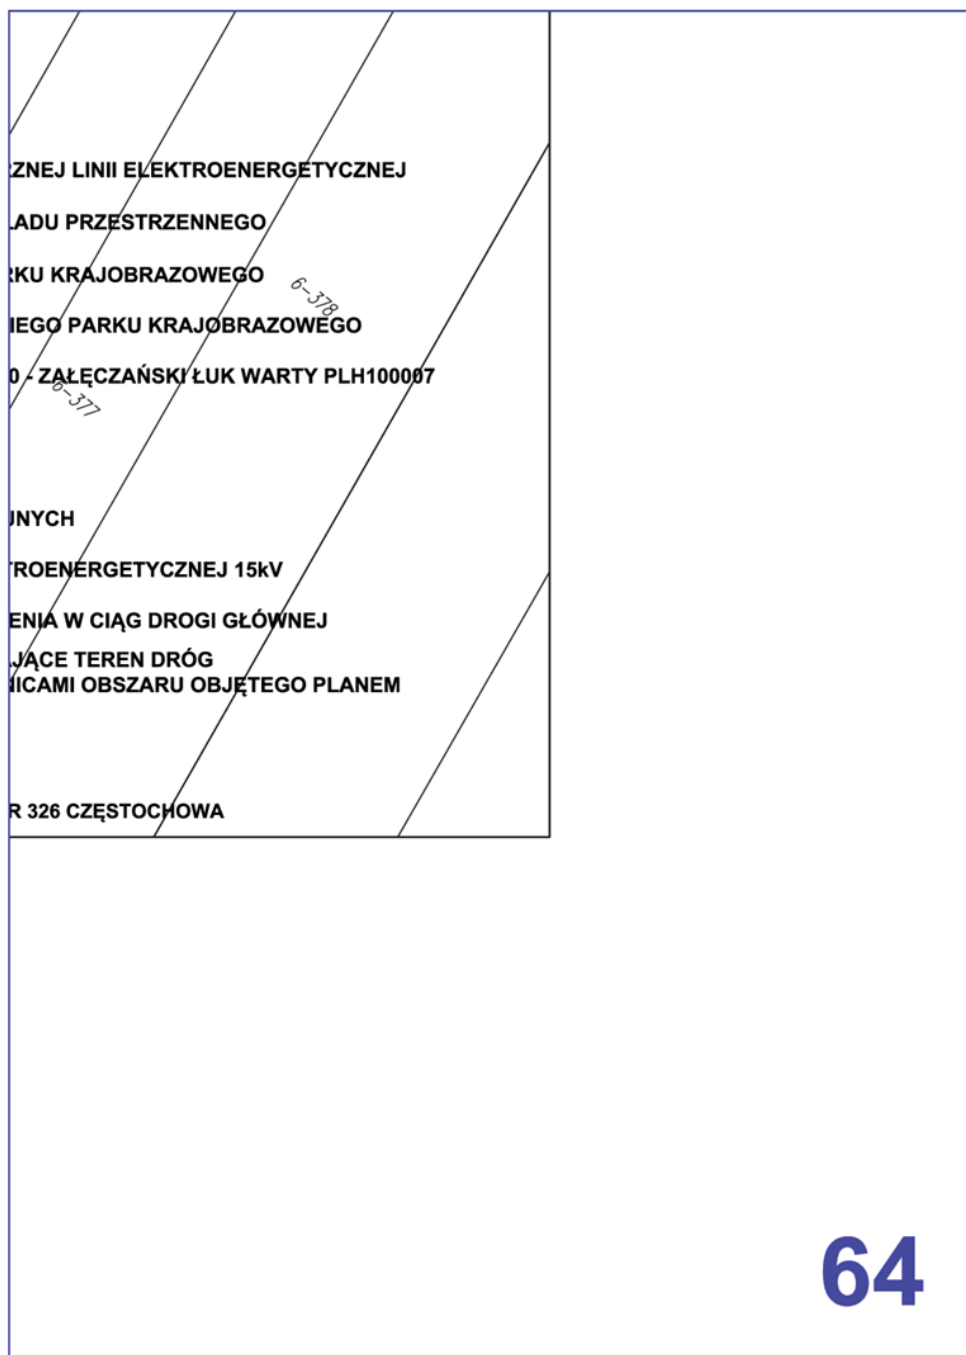 ZNEJ LINII ELEKTROENERGETYCZNEJ
ADU PRZESTRZENNEGO
KU KRAJOBRAZOWEGO
6-378
IEGO PARKU KRAJOBRAZOWEGO
0 - ZAŁĘCZAŃSKI ŁUK WARTY PLH100007
6-377
NYCH
ROENERGETYCZNEJ 15kV
ENIA W CIĄG DROGI GŁÓWNEJ
JĄCE TEREN DRÓG
ICAMI OBSZARU OBJĘTEGO PLANEM
R 326 CZĘSTOCHOWA
64